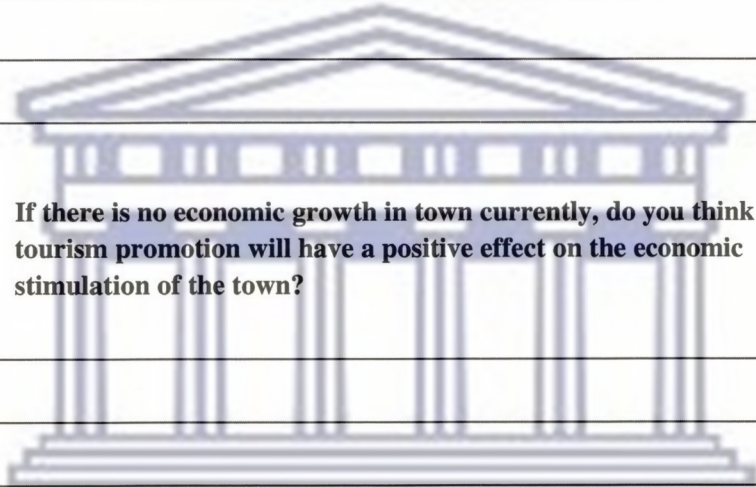 If there is no economic growth in town currently, do you think
tourism promotion will have a positive effect on the economic
stimulation of the town?